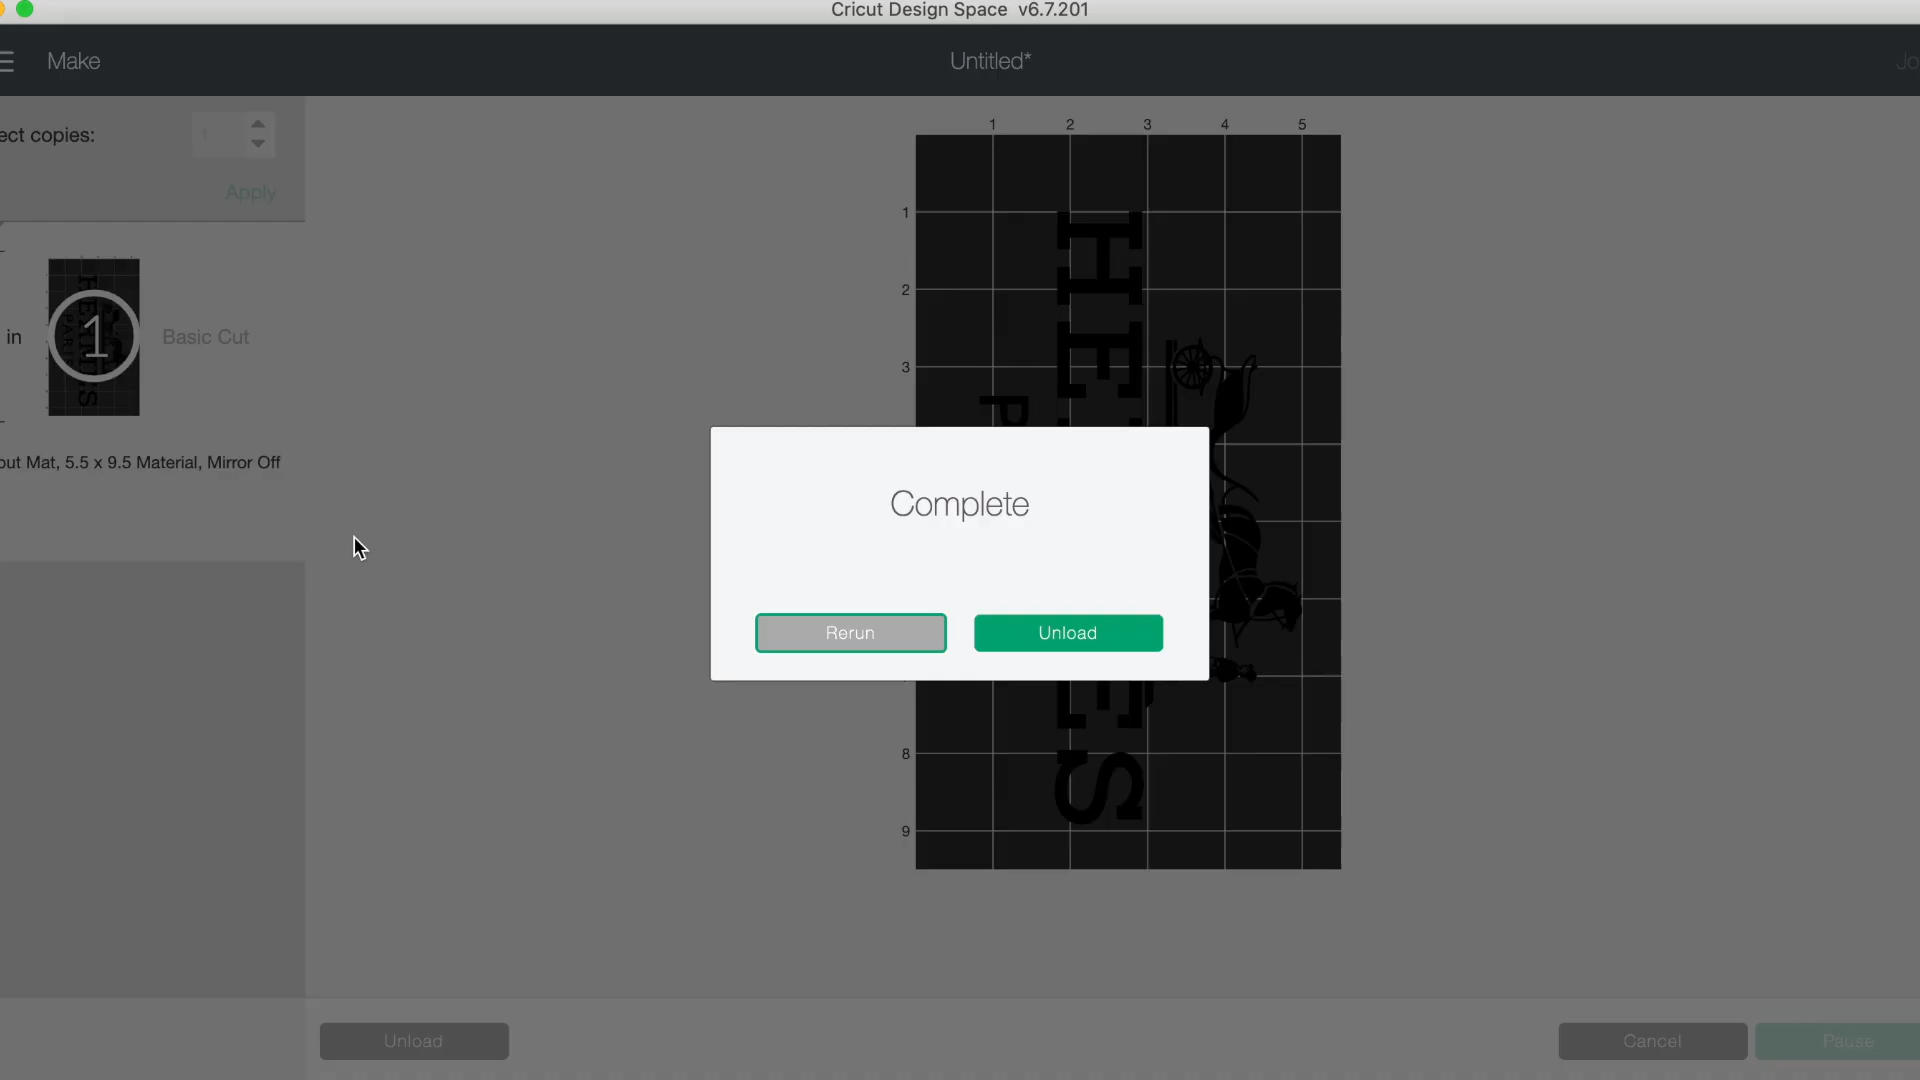 Cricut Design Space v6.7.201
Make
Untitled*
Jo
ect copies:
1
Apply
in
1
Basic Cut
out Mat, 5.5 x 9.5 Material, Mirror Off
1 2 3 4 5
1
2
3
8
9
Complete
Rerun
Unload
Unload
Cancel
Pause